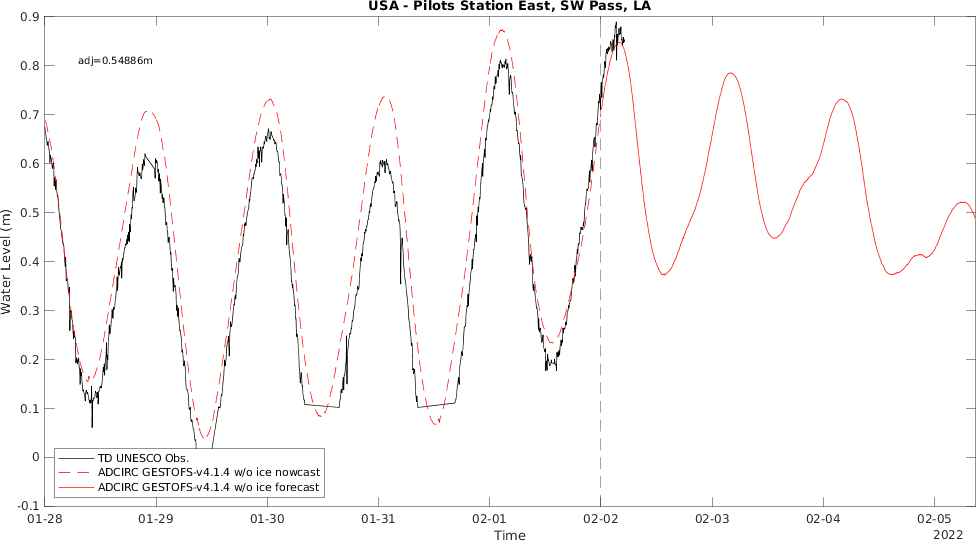 USA - Pilots Station East, SW Pass, LA
adj=0.54886m
0.9
0.8
0.7
0.6
0.5
0.4
0.3
0.2
0.1
0
-0.1
Water Level (m)
TD UNESCO Obs.
ADCIRC GESTOFS-v4.1.4 w/o ice nowcast
ADCIRC GESTOFS-v4.1.4 w/o ice forecast
01-28 01-29 01-30 01-31 02-01 02-02 02-03 02-04 02-05
Time
2022